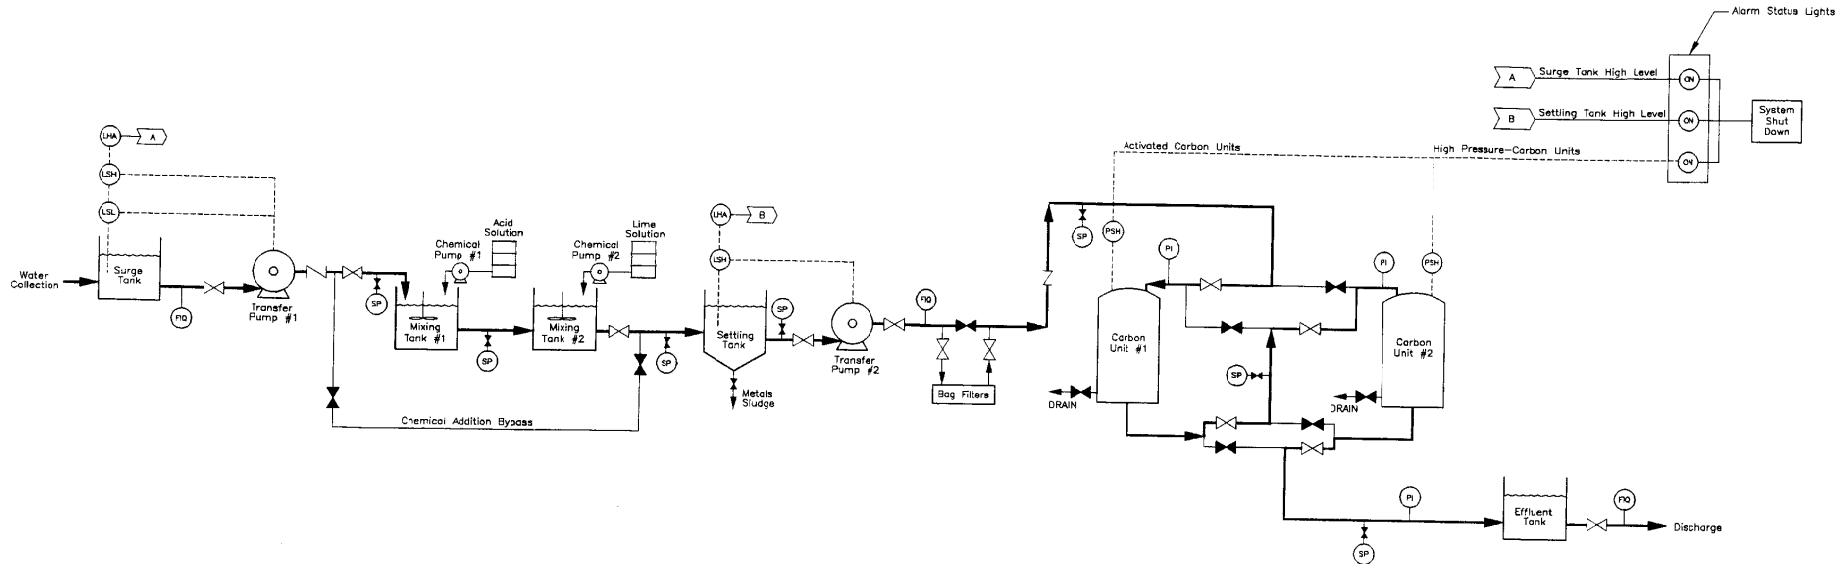 Alarm Status Lights
A
Surge Tank High Level
ON
B
Settling Tank High Level
ON
System
Shut
Down
Activated Carbon Units
High Pressure-Carbon Units
ON
LHA
A
LSH
LSL
Water
Collection
Surge
Tank
FIQ
Transfer
Pump #1
SP
Chemical
Pump #1
Acid
Solution
Mixing
Tank #1
SP
Chemical
Pump #2
Lime
Solution
Mixing
Tank #2
SP
Chemical Addition Bypass
LHA
B
LSH
Settling
Tank
Metals
Sludge
SP
Transfer
Pump #2
FIQ
Bag Filters
SP
PSH
PI
Carbon
Unit #1
DRAIN
SP
PI
PSH
Carbon
Unit #2
DRAIN
SP
PI
Effluent
Tank
FIQ
Discharge